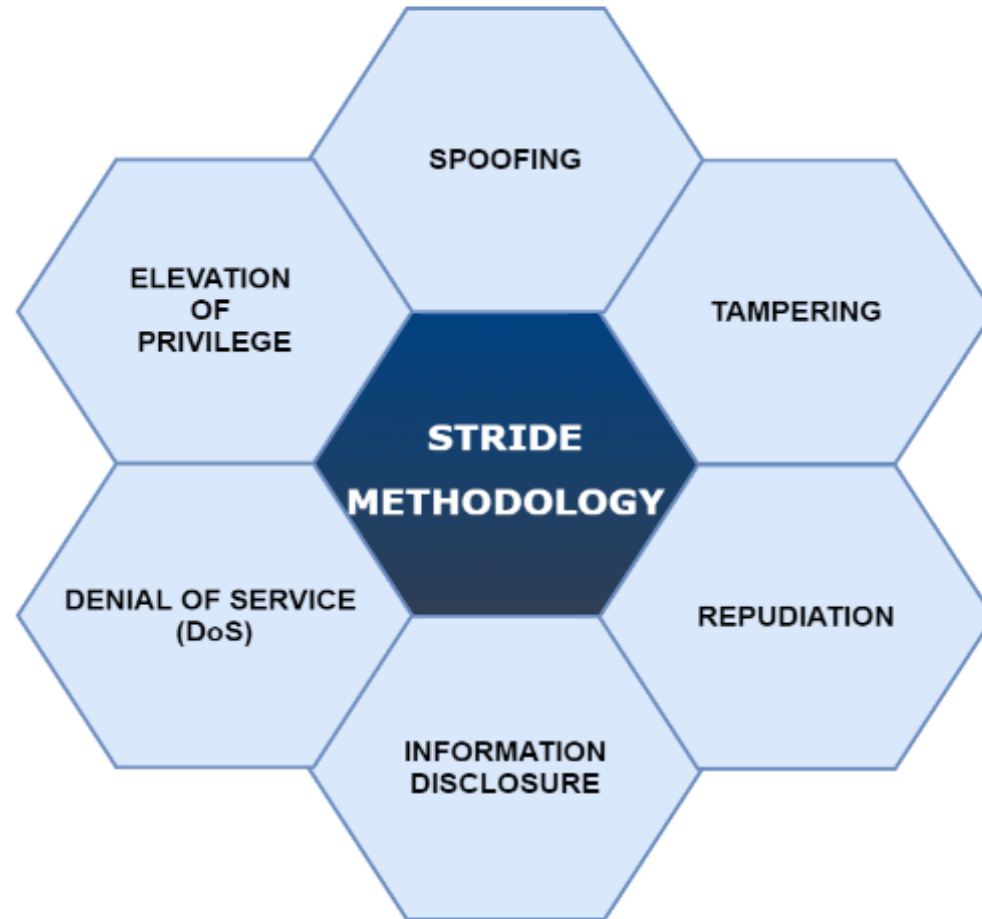 SPOOFING
ELEVATION
OF
PRIVILEGE
TAMPERING
STRIDE
METHODOLOGY
DENIAL OF SERVICE
(DoS)
REPUDIATION
INFORMATION
DISCLOSURE